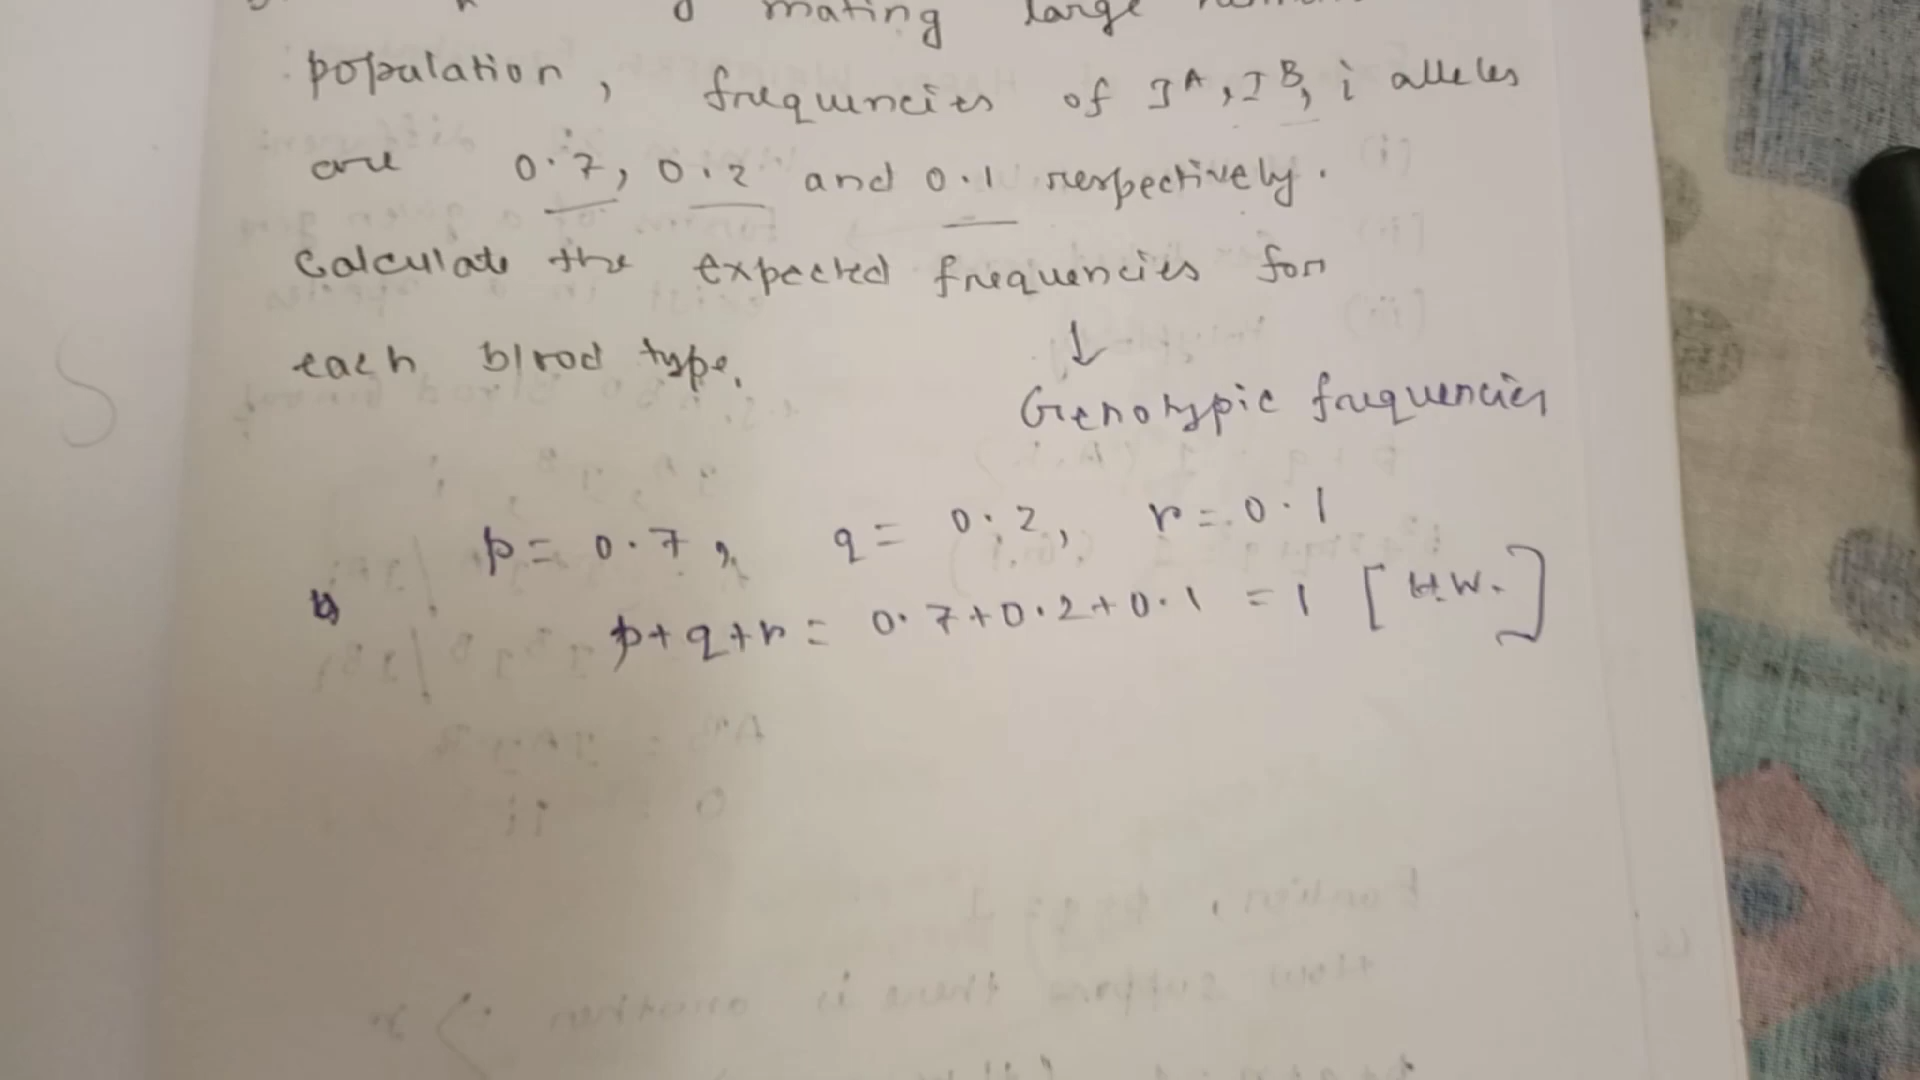 mating large
population, frequencies of I^A, I^B, i alleles
are 0.7, 0.2 and 0.1 respectively.
Calculate the expected frequencies for
each blood type.
↓
Genotypic frequencies
p = 0.7, q = 0.2, r = 0.1
p+q+r = 0.7+0.2+0.1 = 1 [H.W.]